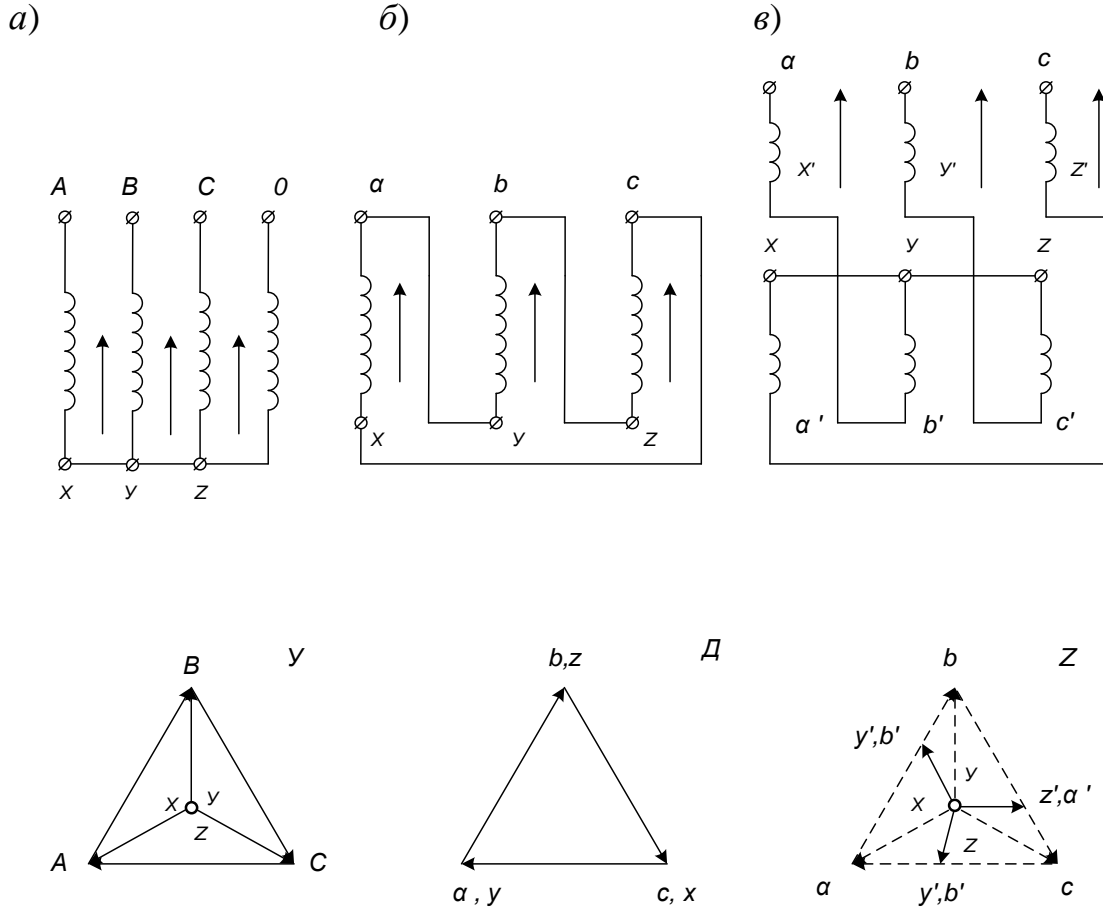 а) б) в)
α b c
x' y' z'
A B C 0 α b c
x y z
x y z α ' b' c'
x y z
У Д Z
B b,z b
y',b'
x y y
z x z',α '
z
A C α , y c, x α y',b' c